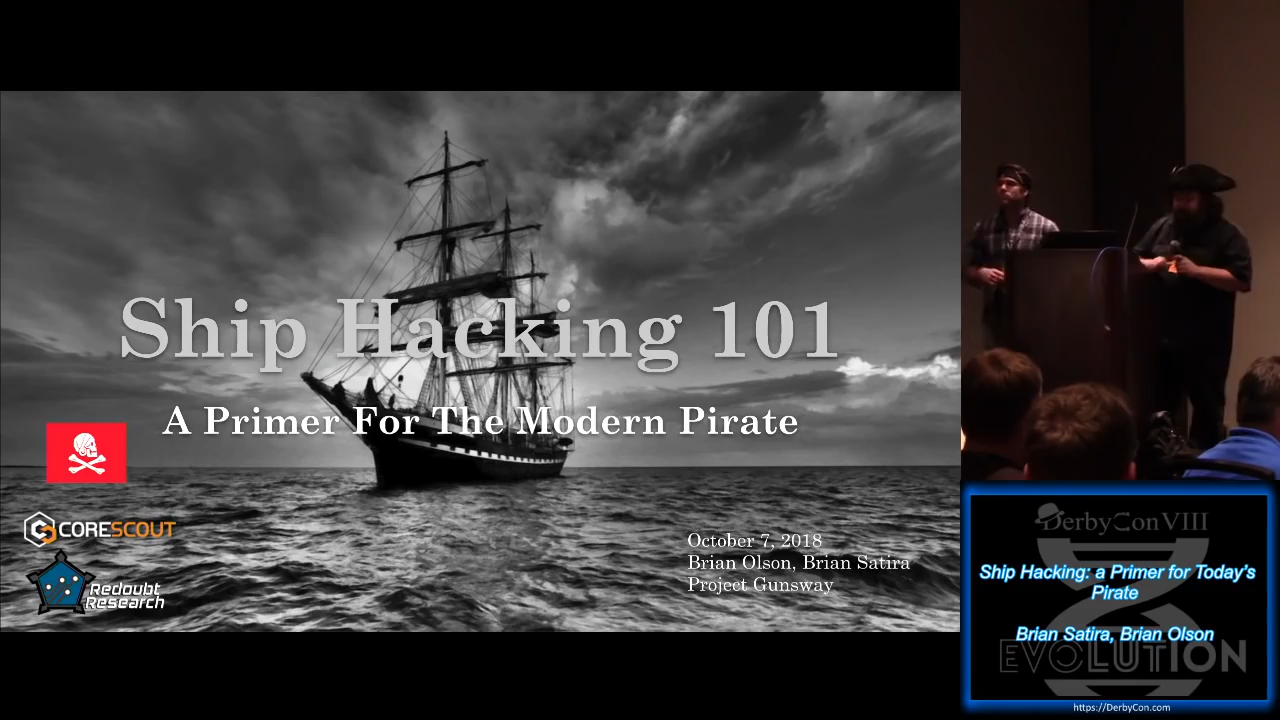 Ship Hacking 101
A Primer For The Modern Pirate
CORESCOUT
Redoubt
Research
October 7, 2018
Brian Olson, Brian Satira
Project Gunsway
DerbyCon VIII
Ship Hacking: a Primer for Today's
Pirate
Brian Satira, Brian Olson
EVOLUTION
https://DerbyCon.com